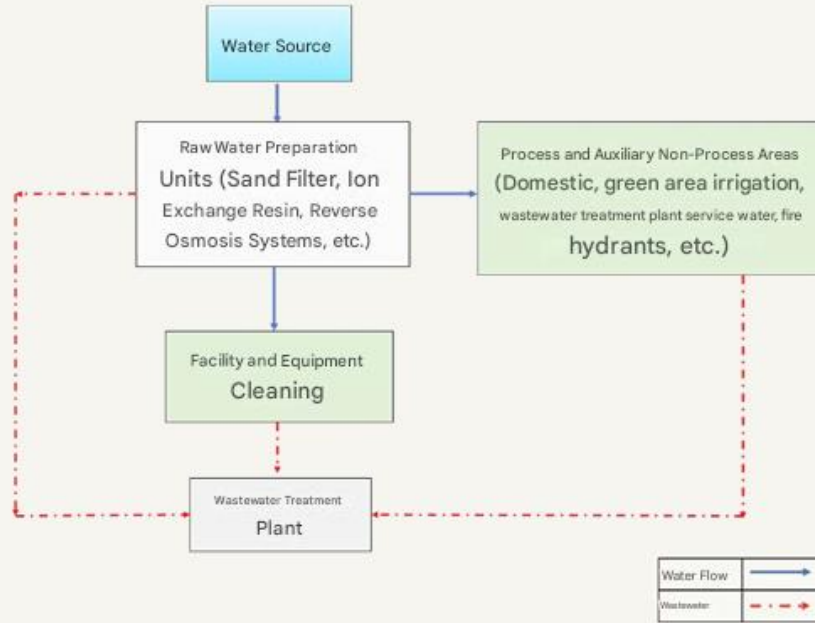 Water Source
Raw Water Preparation
Units (Sand Filter, Ion
Exchange Resin, Reverse
Osmosis Systems, etc.)
Process and Auxiliary Non-Process Areas
(Domestic, green area irrigation,
wastewater treatment plant service water, fire
hydrants, etc.)
Facility and Equipment
Cleaning
Wastewater Treatment
Plant
Water Flow
Wastewater